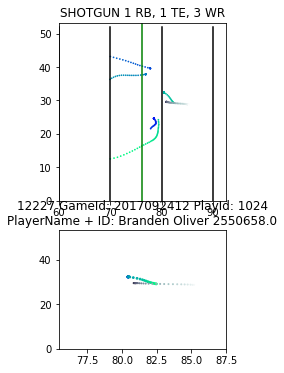 SHOTGUN 1 RB, 1 TE, 3 WR
50
40
30
20
10
0
60 70 80 90
12227 GameId: 2017092412 PlayId: 1024
PlayerName + ID: Branden Oliver 2550658.0
40
20
0
77.5 80.0 82.5 85.0 87.5